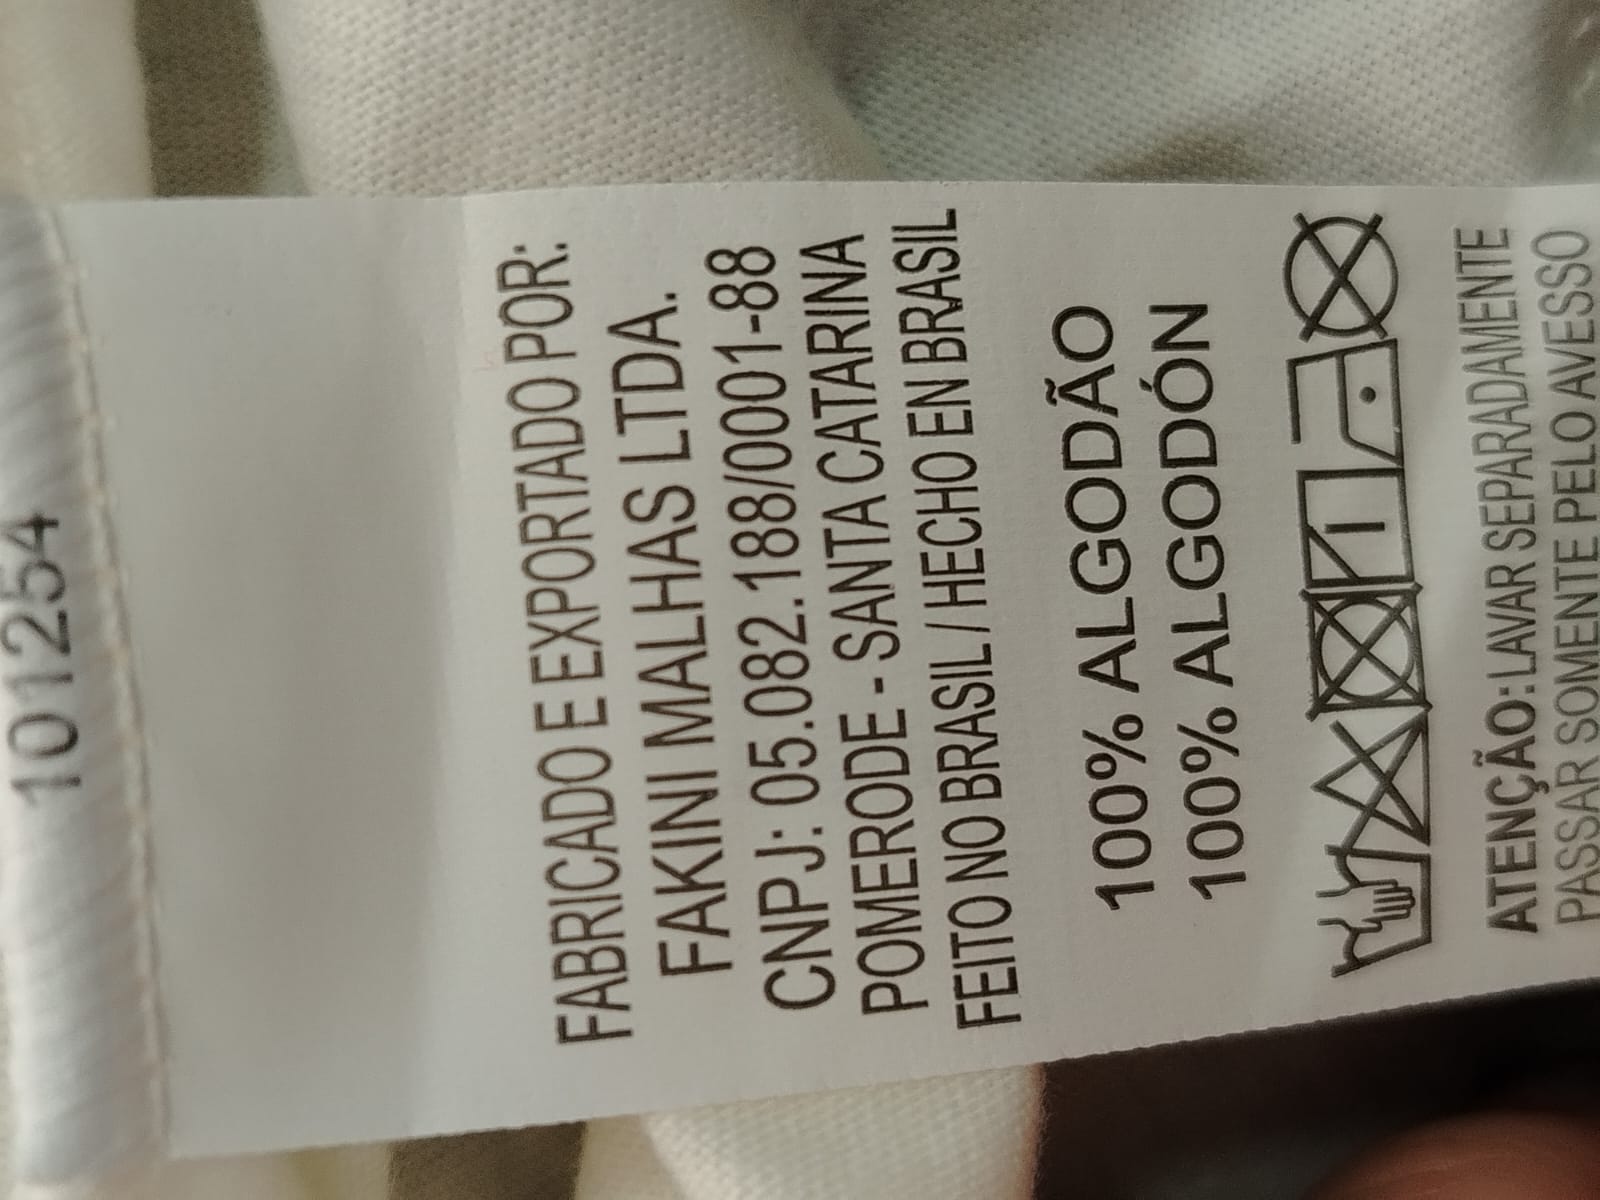 101254
FABRICADO E EXPORTADO POR:
FAKINI MALHAS LTDA.
CNPJ: 05.082.188/0001-88
POMERODE - SANTA CATARINA
FEITO NO BRASIL / HECHO EN BRASIL
100% ALGODÃO
100% ALGODÓN
ATENÇÃO: LAVAR SEPARADAMENTE
PASSAR SOMENTE PELO AVESSO